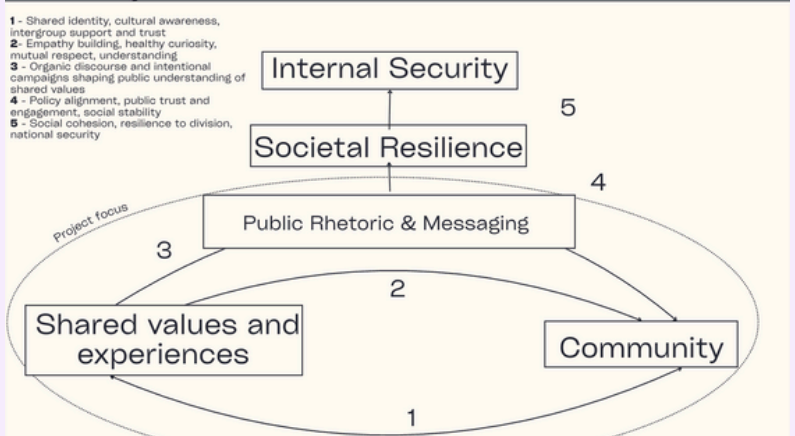 1 - Shared identity, cultural awareness,
intergroup support and trust
2- Empathy building, healthy curiosity,
mutual respect, understanding
3 - Organic discourse and intentional
campaigns shaping public understanding of
shared values
4 - Policy alignment, public trust and
engagement, social stability
5 - Social cohesion, resilience to division,
national security
Internal Security
5
Societal Resilience
4
Project focus
Public Rhetoric & Messaging
3
2
Shared values and
experiences
Community
1